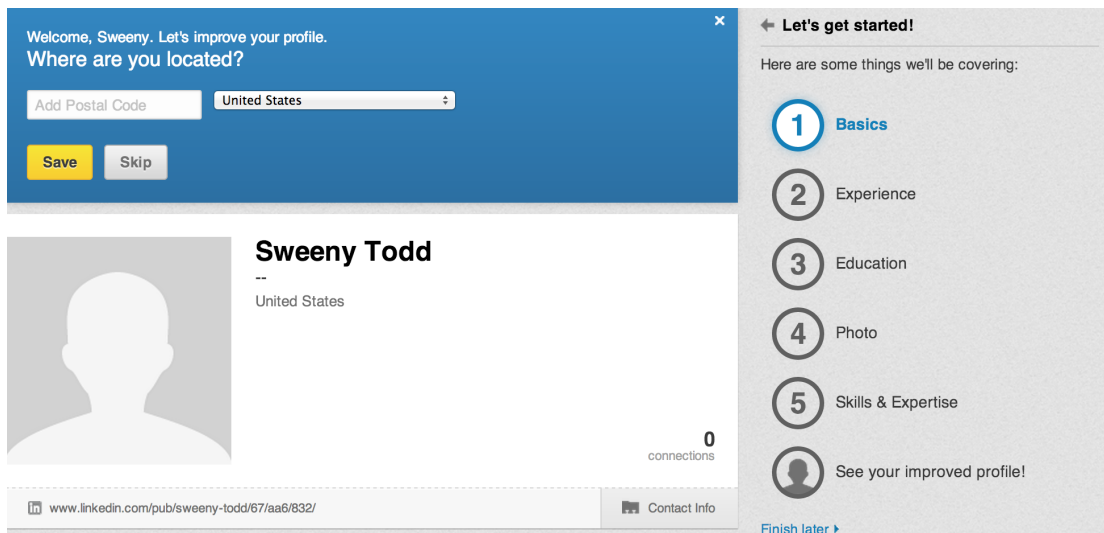 Welcome, Sweeny. Let's improve your profile.
Where are you located?
Add Postal Code
United States
Save
Skip
Sweeny Todd
--
United States
0
connections
in
www.linkedin.com/pub/sweeny-todd/67/aa6/832/
Contact Info
Let's get started!
Here are some things we'll be covering:
1
Basics
2
Experience
3
Education
4
Photo
5
Skills & Expertise
See your improved profile!
Finish later